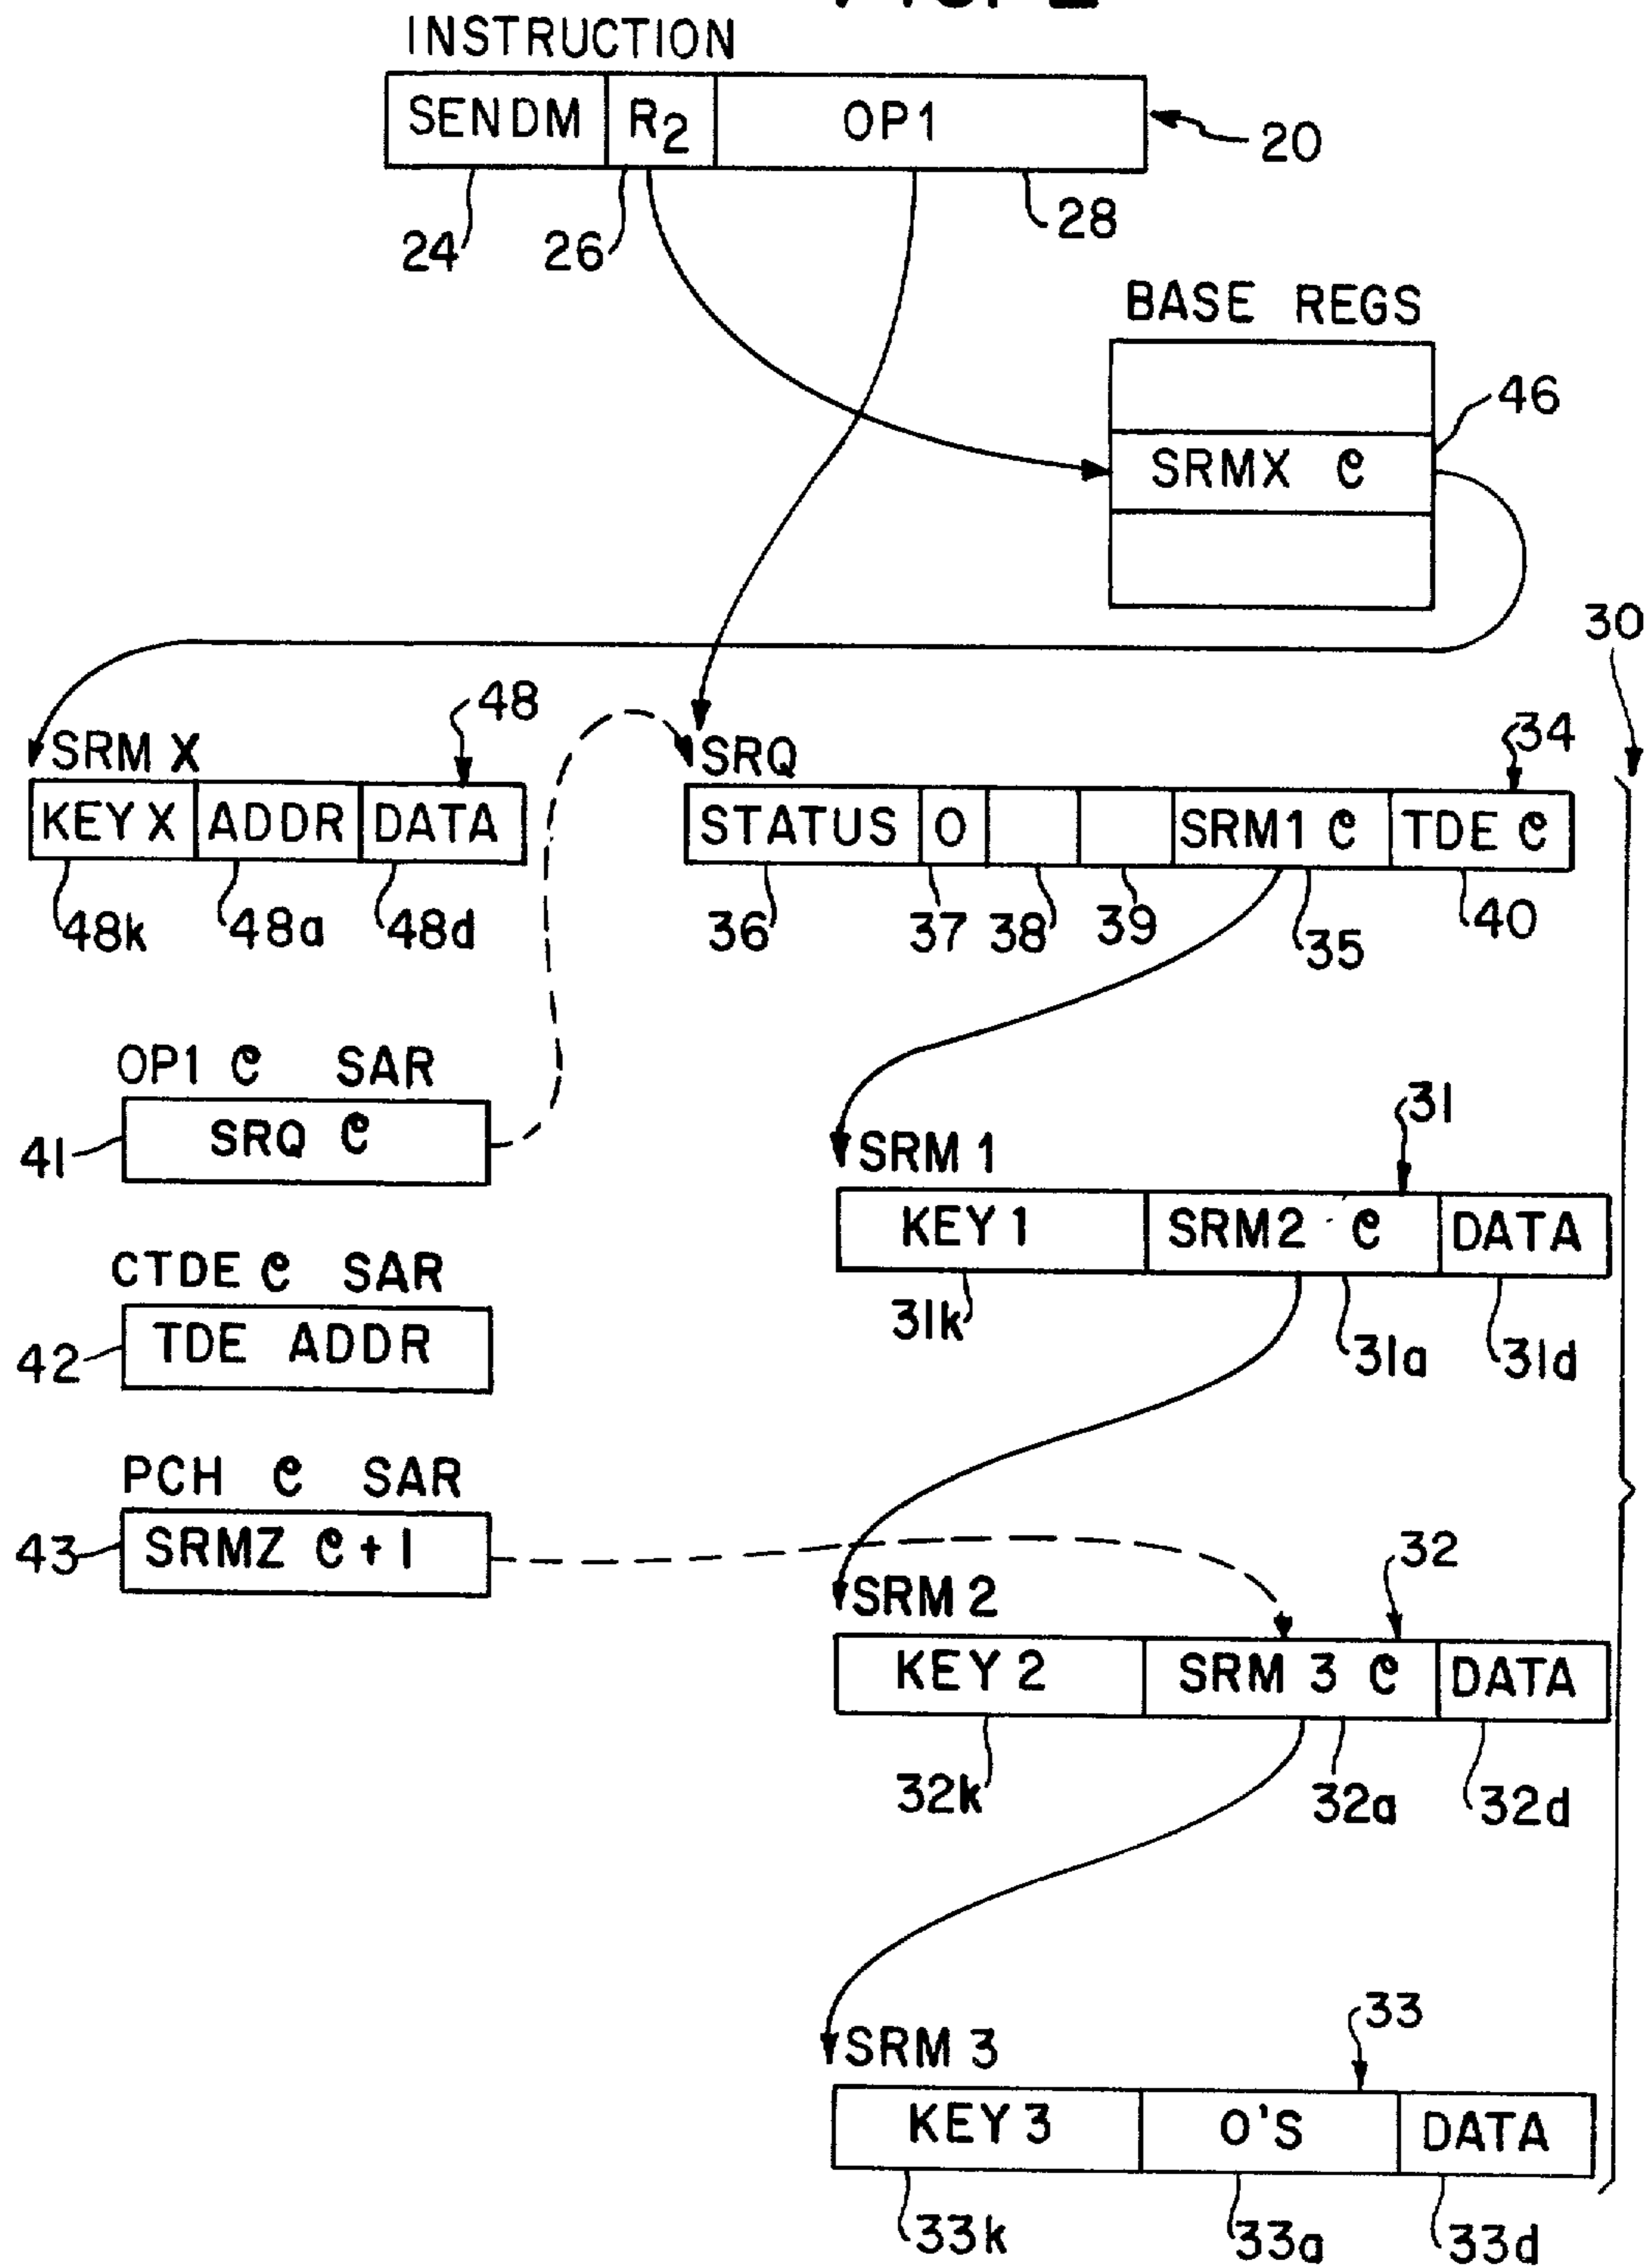 INSTRUCTION
SENDM R2 OP1
20
24 26 28
BASE REGS
46
SRMX @
30
SRM X
48
KEY X ADDR DATA
48k 48a 48d
SRQ
34
STATUS 0 SRM1 @ TDE @
36 37 38 39 35 40
OP1 @ SAR
SRQ @
41
CTDE @ SAR
TDE ADDR
42
PCH @ SAR
SRMZ @ + 1
43
SRM 1
31
KEY 1 SRM2 @ DATA
31k 31a 31d
SRM 2
32
KEY 2 SRM 3 @ DATA
32k 32a 32d
SRM 3
33
KEY 3 0'S DATA
33k 33a 33d